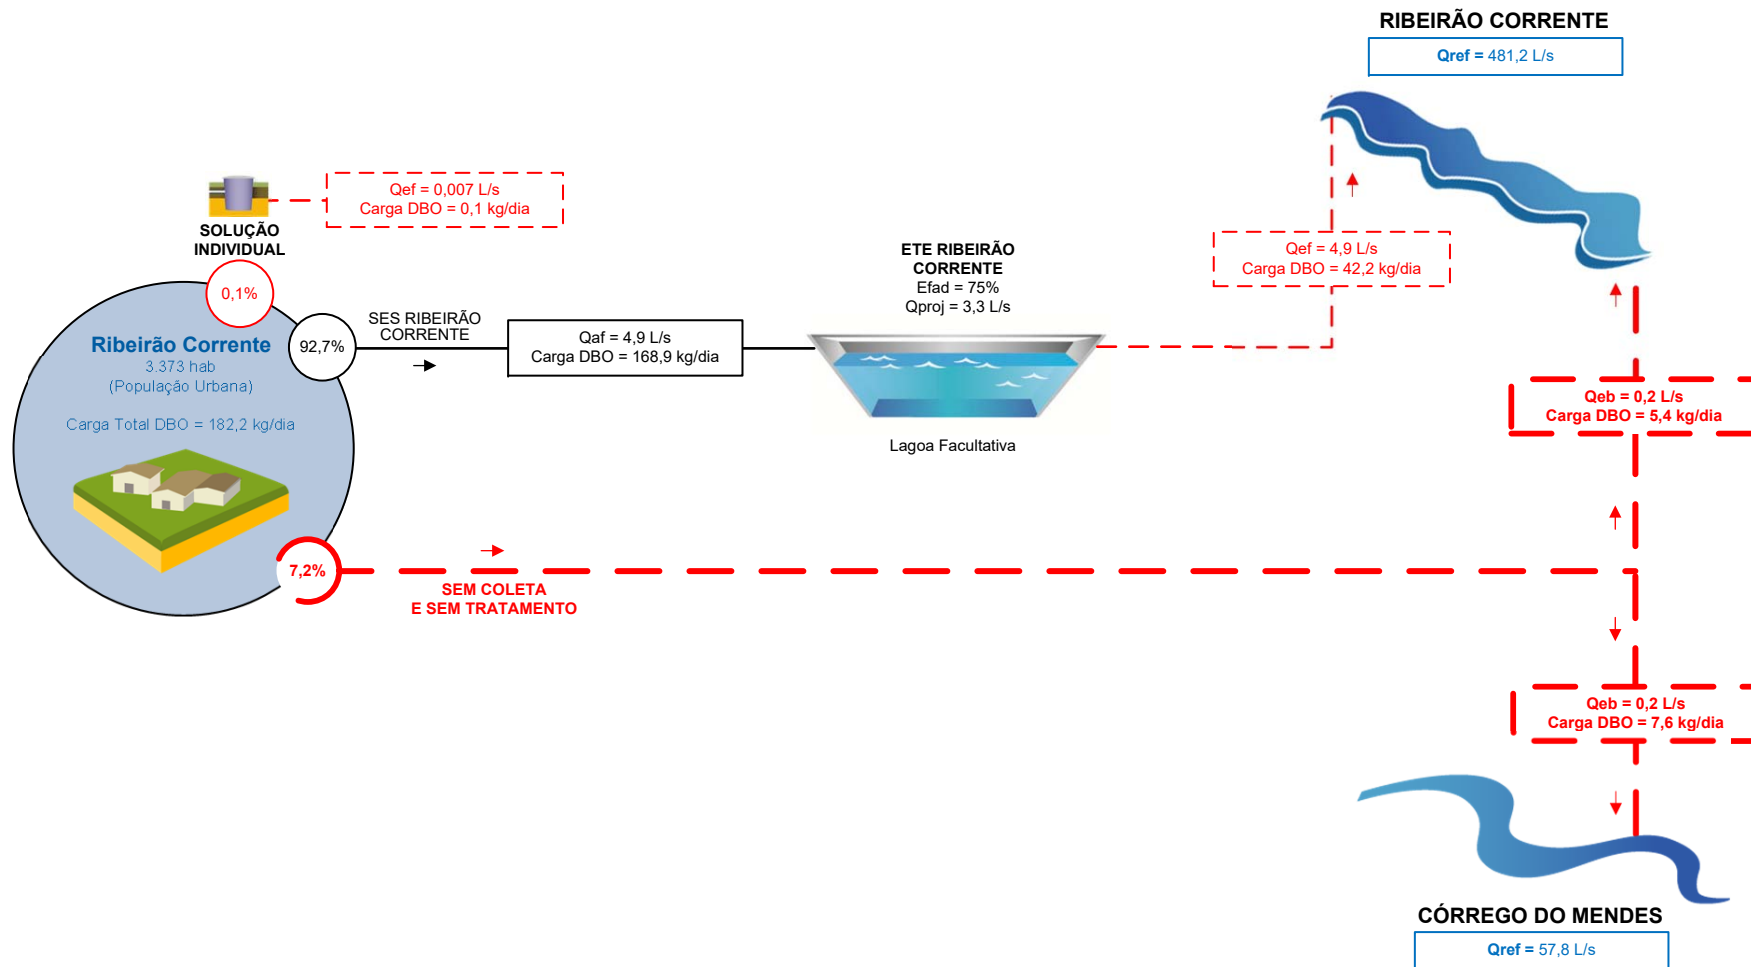 RIBEIRÃO CORRENTE
Qref = 481,2 L/s
Qef = 0,007 L/s
Carga DBO = 0,1 kg/dia
SOLUÇÃO
INDIVIDUAL
0,1%
Ribeirão Corrente
3.373 hab
(População Urbana)
Carga Total DBO = 182,2 kg/dia
92,7%
SES RIBEIRÃO
CORRENTE
Qaf = 4,9 L/s
Carga DBO = 168,9 kg/dia
ETE RIBEIRÃO
CORRENTE
Efad = 75%
Qproj = 3,3 L/s
Lagoa Facultativa
Qef = 4,9 L/s
Carga DBO = 42,2 kg/dia
Qeb = 0,2 L/s
Carga DBO = 5,4 kg/dia
7,2%
SEM COLETA
E SEM TRATAMENTO
Qeb = 0,2 L/s
Carga DBO = 7,6 kg/dia
CÓRREGO DO MENDES
Qref = 57,8 L/s